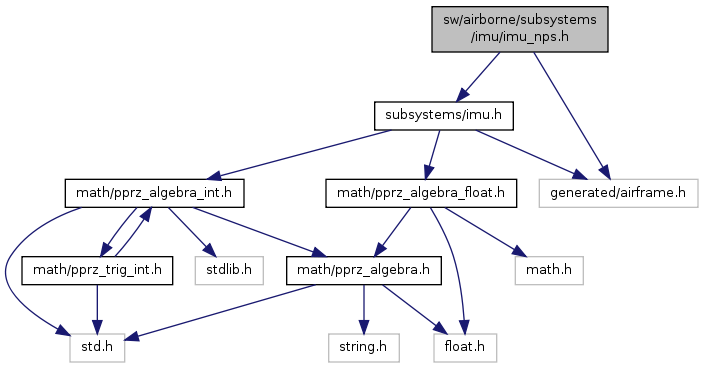 sw/airborne/subsystems
/imu/imu_nps.h
subsystems/imu.h
math/pprz_algebra_int.h
math/pprz_algebra_float.h
generated/airframe.h
math/pprz_trig_int.h
stdlib.h
math/pprz_algebra.h
math.h
std.h
string.h
float.h